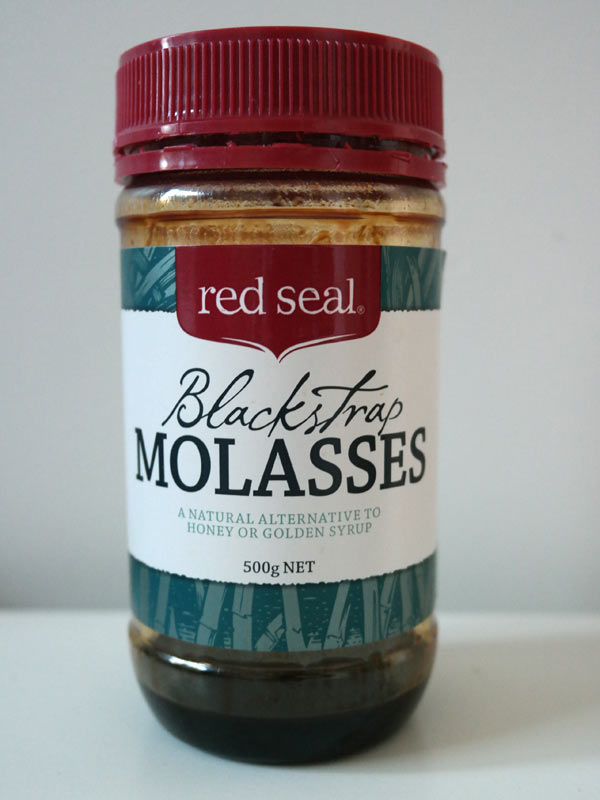 red seal®
Blackstrap
MOLASSES
A NATURAL ALTERNATIVE TO
HONEY OR GOLDEN SYRUP
500g NET